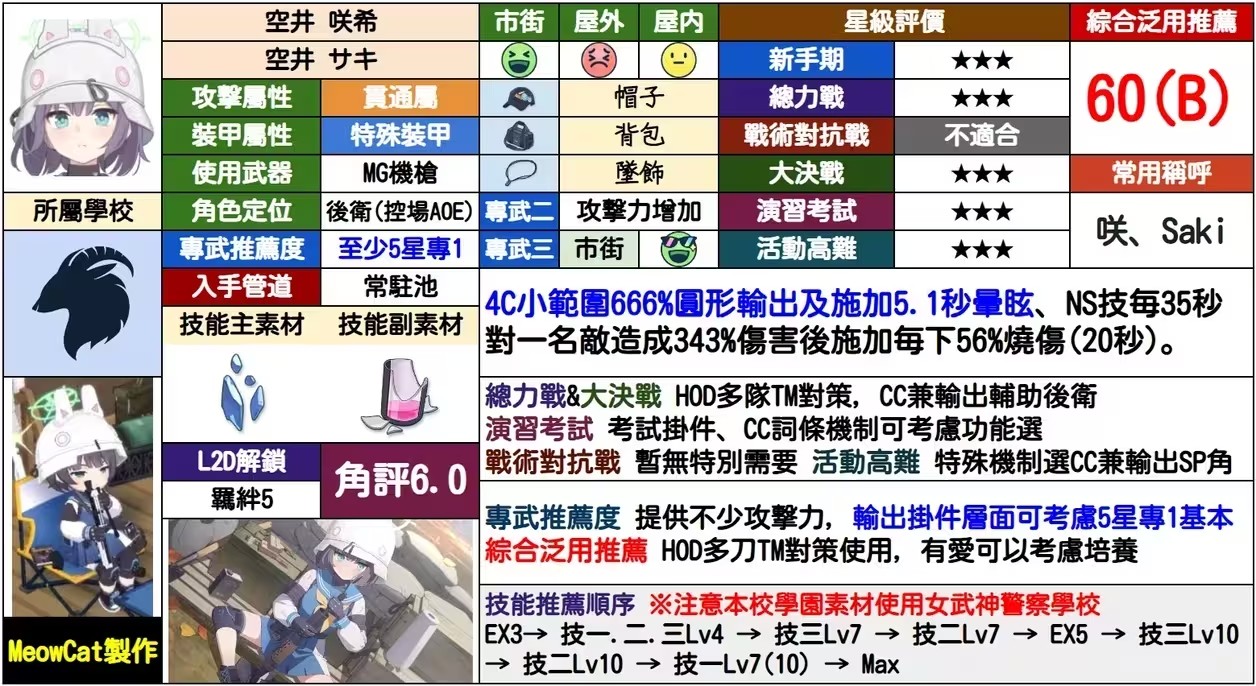 空井 咲希
空井 サキ
攻擊屬性 貫通屬
裝甲屬性 特殊裝甲
使用武器 MG機槍
所屬學校
角色定位 後衛(控場AOE)
專武推薦度 至少5星專1
入手管道 常駐池
技能主素材 技能副素材
L2D解鎖
羈絆5
角評6.0
MeowCat製作
市街 屋外 屋内
帽子
背包
墜飾
專武二 攻擊力增加
專武三 市街
星級評價
新手期 ★★★
總力戰 ★★★
戰術對抗戰 不適合
大決戰 ★★★
演習考試 ★★★
活動高難 ★★★
綜合泛用推薦
60(B)
常用稱呼
咲、Saki
4C小範圍666%圓形輸出及施加5.1秒暈眩、NS技每35秒
對一名敵造成343%傷害後施加每下56%燒傷(20秒)。
總力戰&大決戰 HOD多隊TM對策, CC兼輸出輔助後衛
演習考試 考試掛件、CC詞條機制可考慮功能選
戰術對抗戰 暫無特別需要 活動高難 特殊機制選CC兼輸出SP角
專武推薦度 提供不少攻擊力, 輸出掛件層面可考慮5星專1基本
綜合泛用推薦 HOD多刀TM對策使用, 有愛可以考慮培養
技能推薦順序 ※注意本校學園素材使用女武神警察學校
EX3→ 技一.二.三Lv4 → 技三Lv7 → 技二Lv7 → EX5 → 技三Lv10
→ 技二Lv10 → 技一Lv7(10) → Max